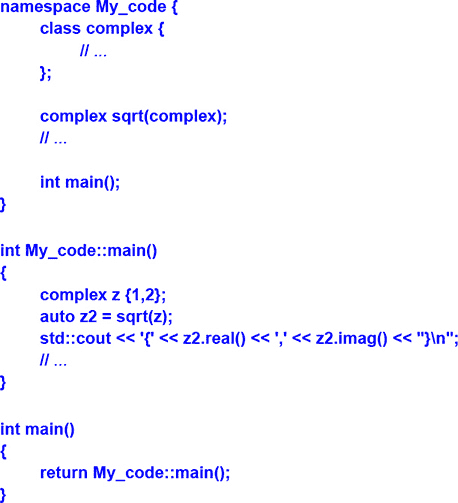 namespace My_code {
class complex {
// ...
};
complex sqrt(complex);
// ...
int main();
}
int My_code::main()
{
complex z {1,2};
auto z2 = sqrt(z);
std::cout << '{' << z2.real() << ',' << z2.imag() << "}\n";
// ...
}
int main()
{
return My_code::main();
}